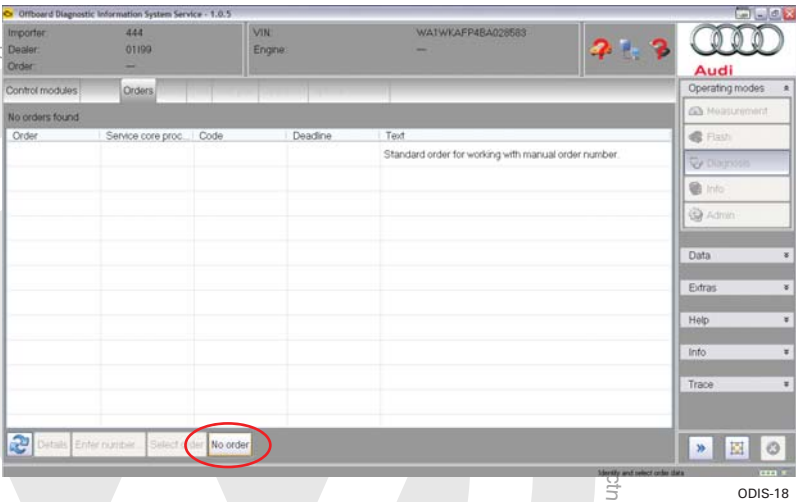 Offboard Diagnostic Information System Service - 1.0.5
Importer: 444 VIN: WA1WKAFP4BA028583
Dealer: 01199 Engine: —
Order: —
Audi
Control modules Orders
Operating modes
No orders found
Measurement
Order Service core proc... Code Deadline Text
Flash
Standard order for working with manual order number.
Diagnosis
Info
Admin
Data
Extras
Help
Info
Trace
Details Enter number... Select order No order
Identify and select order data
ODIS-18